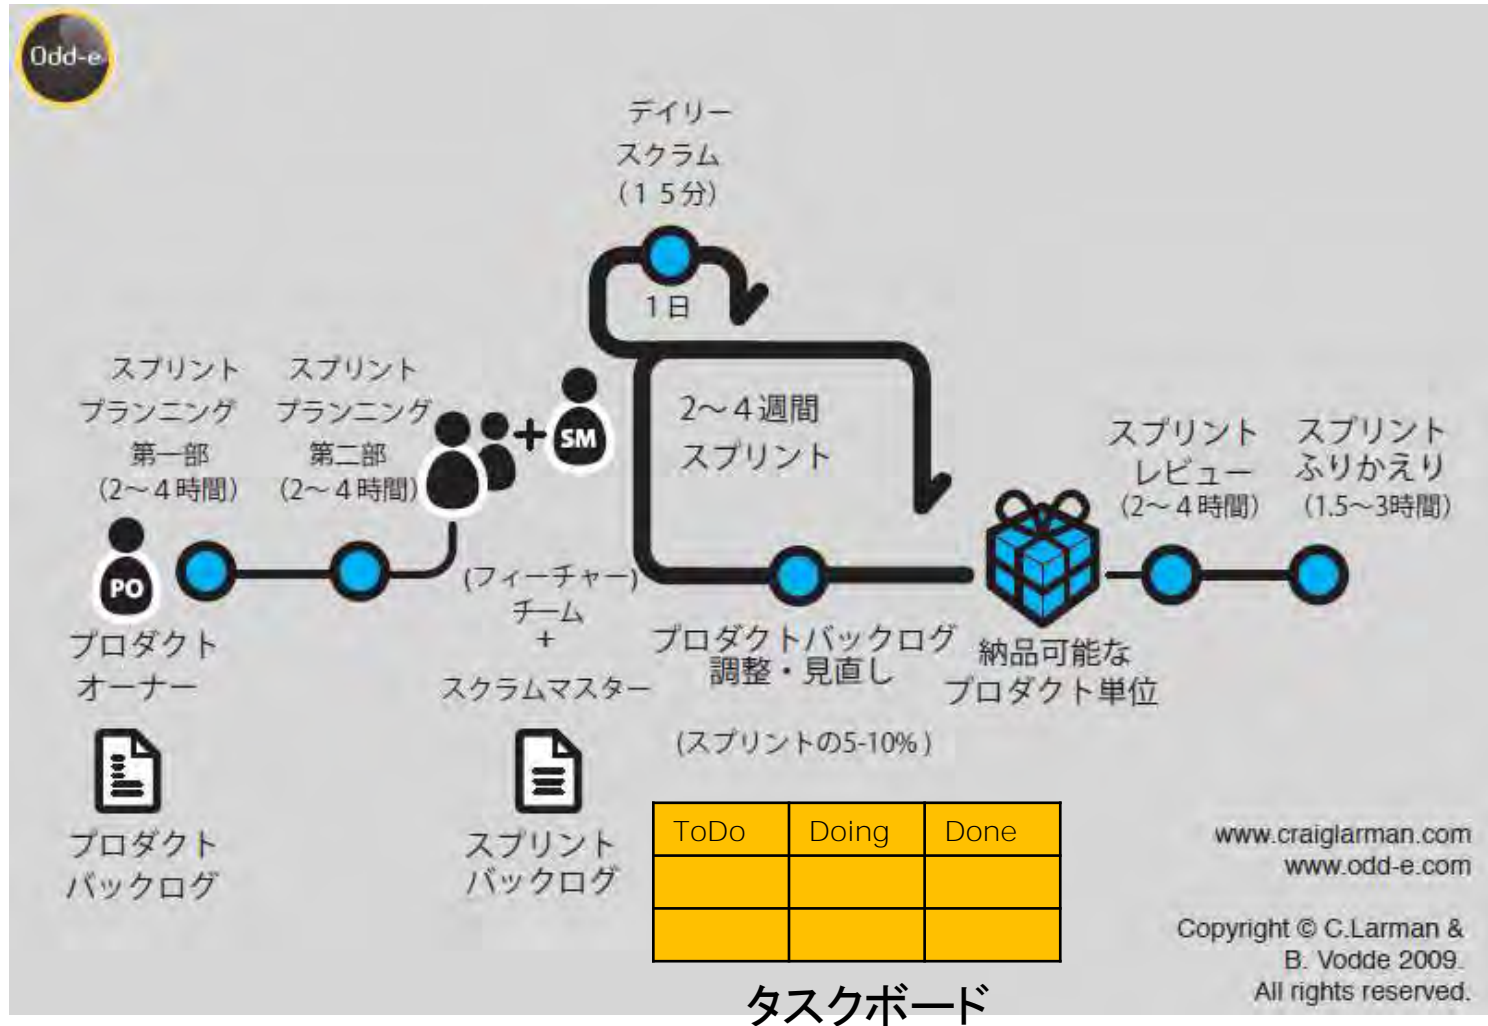 Odd-e
デイリー
スクラム
（１５分）
１日
スプリント
プランニング
第一部
（2～４時間）
スプリント
プランニング
第二部
（2～４時間）
SM
2～４週間
スプリント
スプリント
レビュー
（2～４時間）
スプリント
ふりかえり
（1.5～3時間）
PO
プロダクト
オーナー
(フィーチャー)
チーム
+
スクラムマスター
プロダクトバックログ
調整・見直し
(スプリントの5-10% )
納品可能な
プロダクト単位
プロダクト
バックログ
スプリント
バックログ
ToDo Doing Done
タスクボード
www.craiglarman.com
www.odd-e.com
Copyright © C.Larman &
B. Vodde 2009.
All rights reserved.